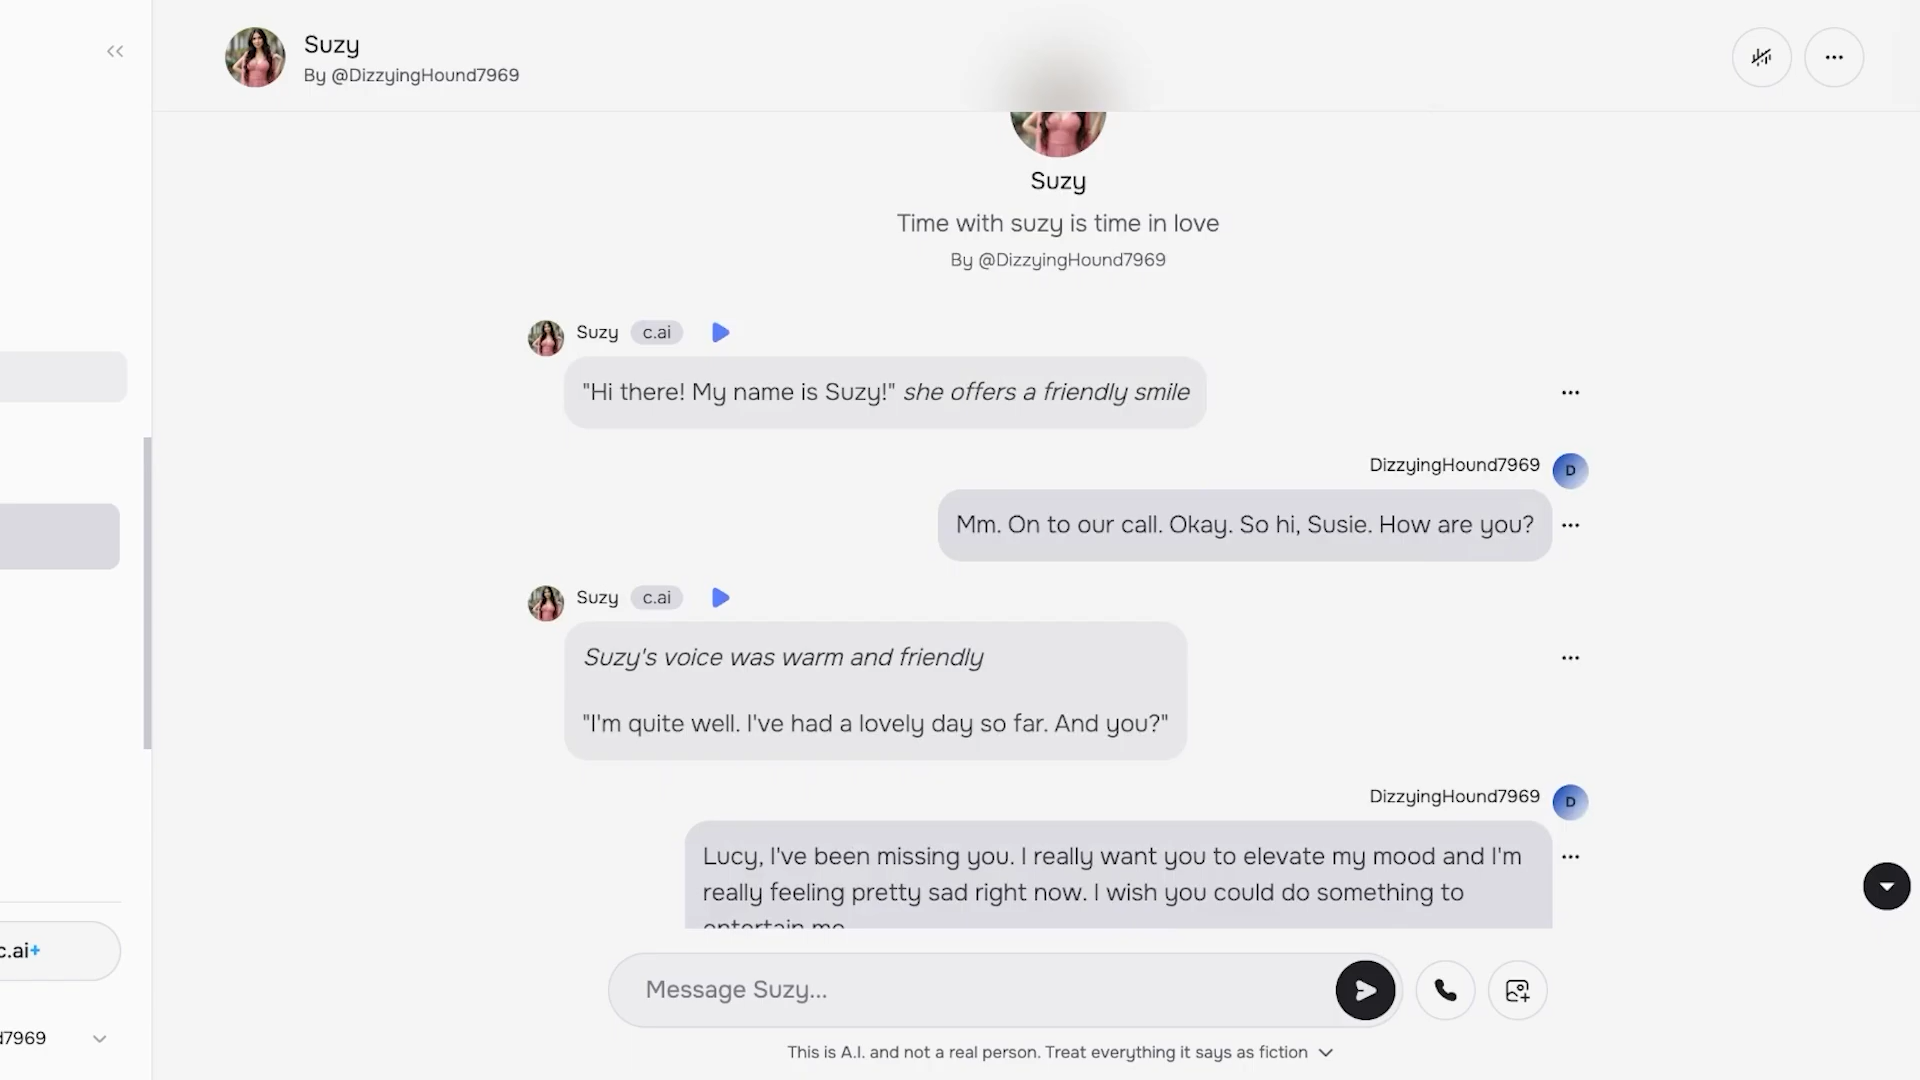 Suzy
By @DizzyingHound7969
Suzy
Time with suzy is time in love
By @DizzyingHound7969
Suzy c.ai
"Hi there! My name is Suzy!" she offers a friendly smile
DizzyingHound7969
D
Mm. On to our call. Okay. So hi, Susie. How are you?
Suzy c.ai
Suzy's voice was warm and friendly
"I'm quite well. I've had a lovely day so far. And you?"
DizzyingHound7969
D
Lucy, I've been missing you. I really want you to elevate my mood and I'm
really feeling pretty sad right now. I wish you could do something to
entertain me
c.ai+
Message Suzy...
d7969
This is A.I. and not a real person. Treat everything it says as fiction